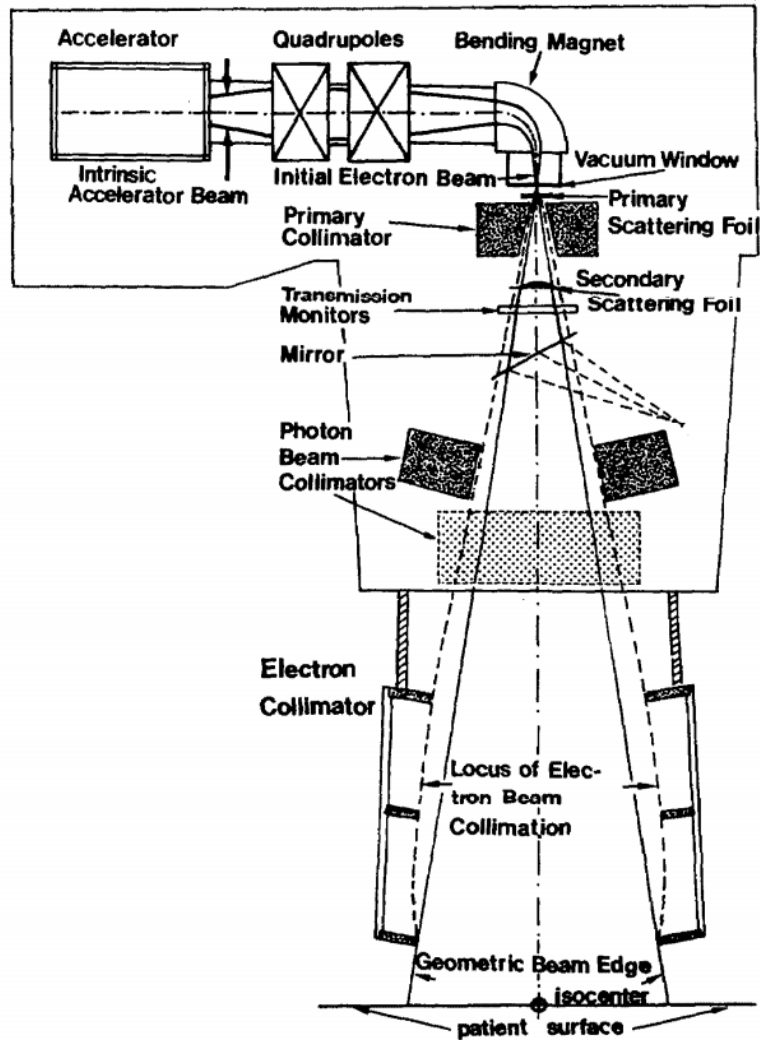 Accelerator
Quadrupoles
Bending Magnet
Intrinsic
Accelerator Beam
Initial Electron Beam
Vacuum Window
Primary
Scattering Foil
Primary
Collimator
Secondary
Scattering Foil
Transmission
Monitors
Mirror
Photon
Beam
Collimators
Electron
Collimator
Locus of Elec-
tron Beam
Collimation
Geometric Beam Edge
isocenter
patient surface